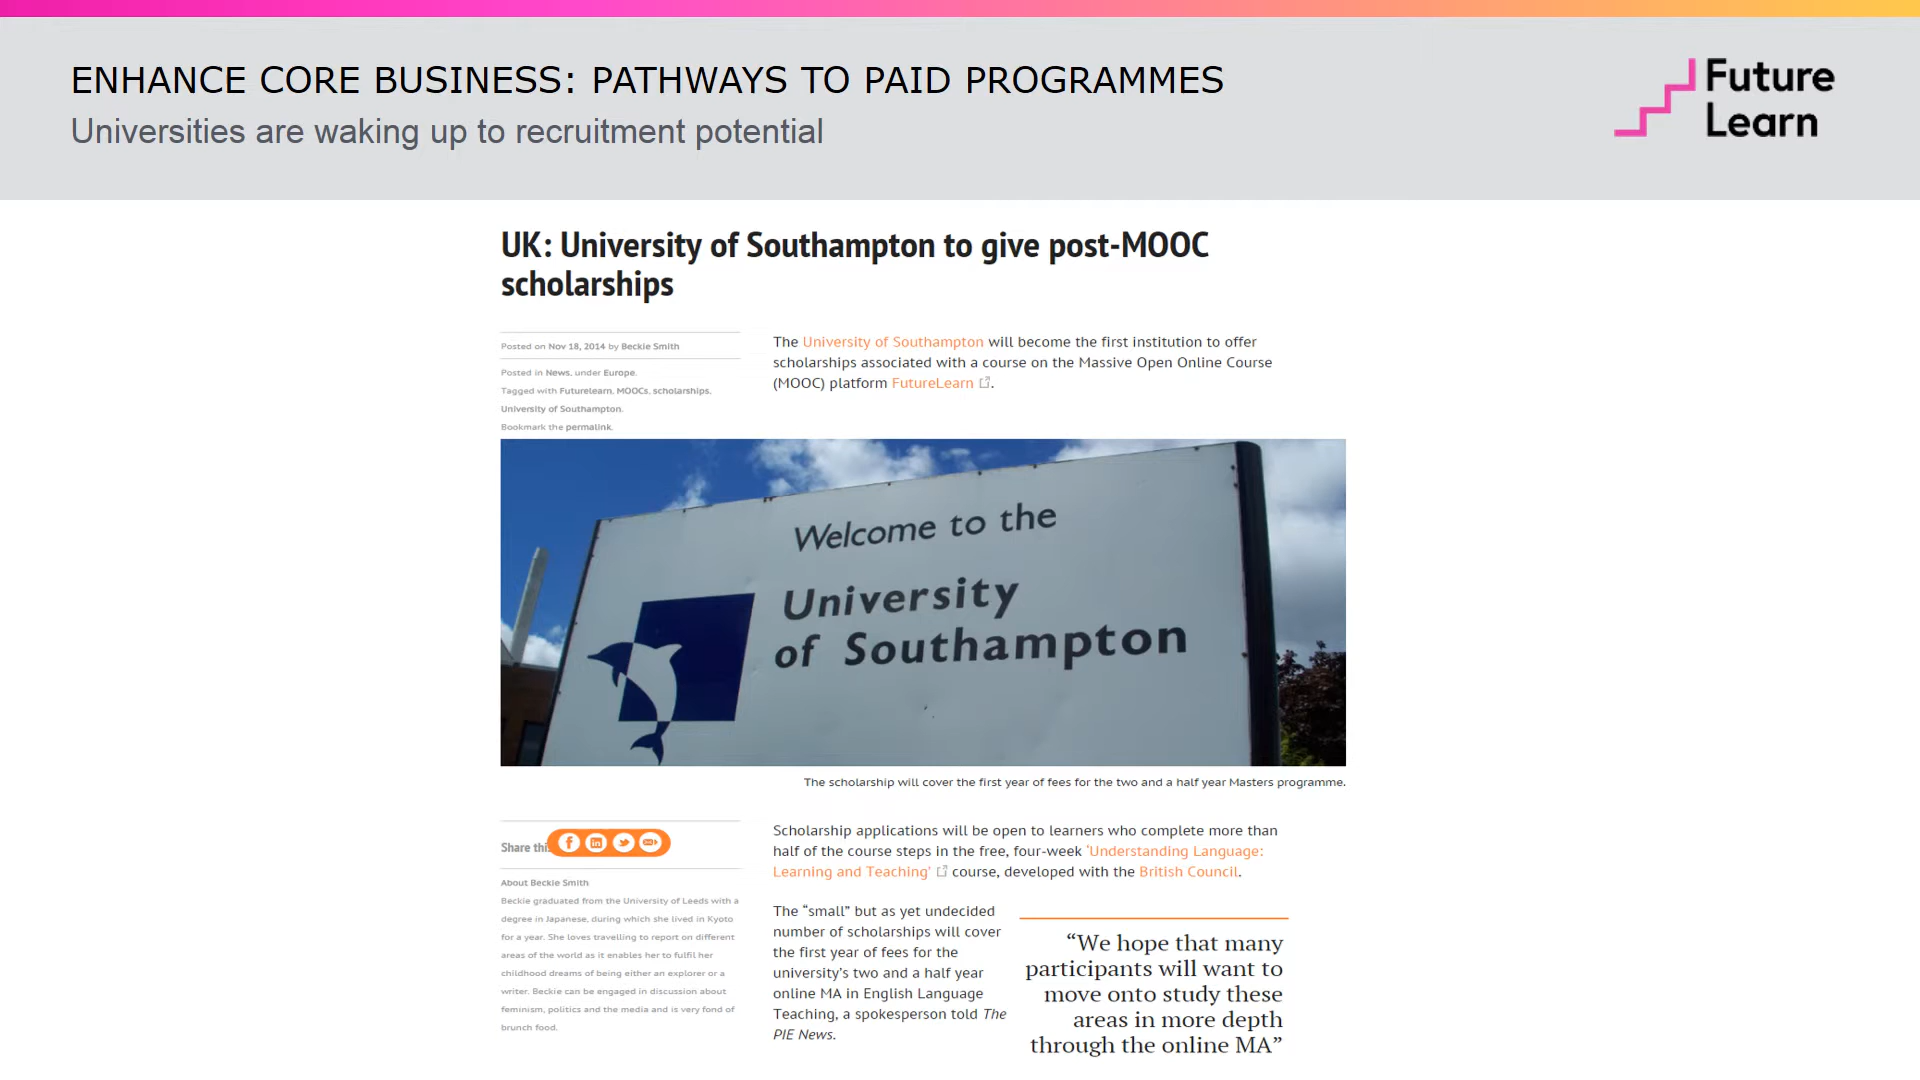 ENHANCE CORE BUSINESS: PATHWAYS TO PAID PROGRAMMES
Universities are waking up to recruitment potential
Future
Learn
UK: University of Southampton to give post-MOOC
scholarships
Posted on Nov 18, 2014 by Beckie Smith
Posted in News, under Europe.
Tagged with Futurelearn, MOOCs, scholarships,
University of Southampton.
Bookmark the permalink.
The University of Southampton will become the first institution to offer
scholarships associated with a course on the Massive Open Online Course
(MOOC) platform FutureLearn.
Welcome to the
University
of Southampton
The scholarship will cover the first year of fees for the two and a half year Masters programme.
Share thi
About Beckie Smith
Beckie graduated from the University of Leeds with a
degree in Japanese, during which she lived in Kyoto
for a year. She loves travelling to report on different
areas of the world as it enables her to fulfil her
childhood dreams of being either an explorer or a
writer. Beckie can be engaged in discussion about
feminism, politics and the media and is very fond of
brunch food.
Scholarship applications will be open to learners who complete more than
half of the course steps in the free, four-week ‘Understanding Language:
Learning and Teaching’ course, developed with the British Council.
The “small” but as yet undecided
number of scholarships will cover
the first year of fees for the
university’s two and a half year
online MA in English Language
Teaching, a spokesperson told The
PIE News.
“We hope that many
participants will want to
move onto study these
areas in more depth
through the online MA”